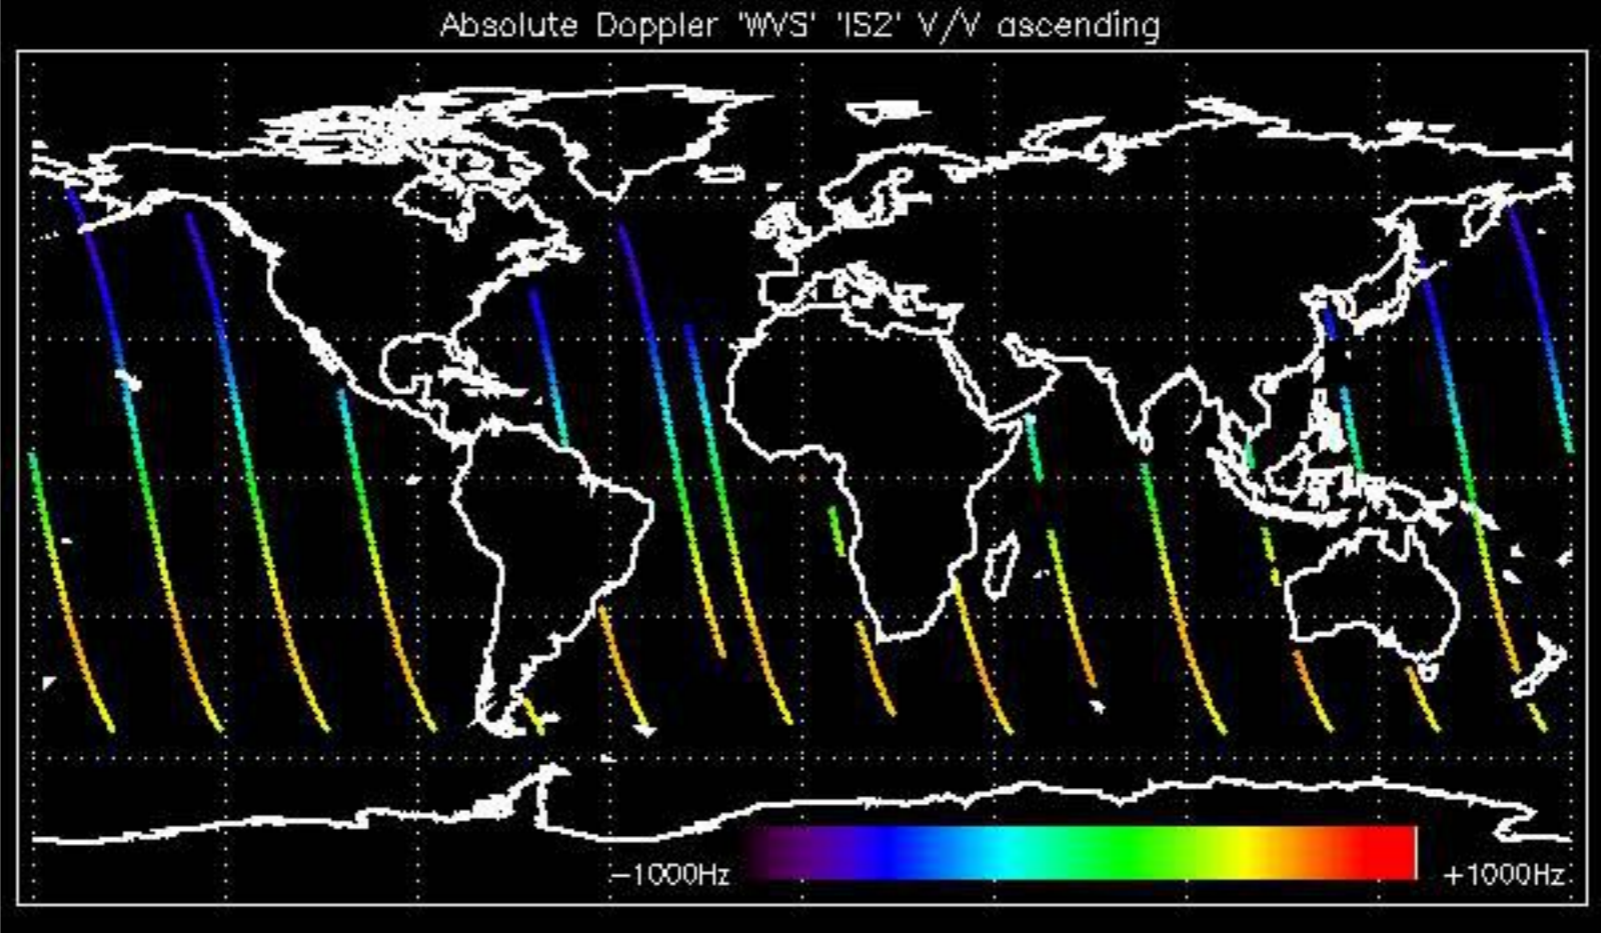 Absolute Doppler 'WVS' 'IS2' V/V ascending
-1000Hz +1000Hz